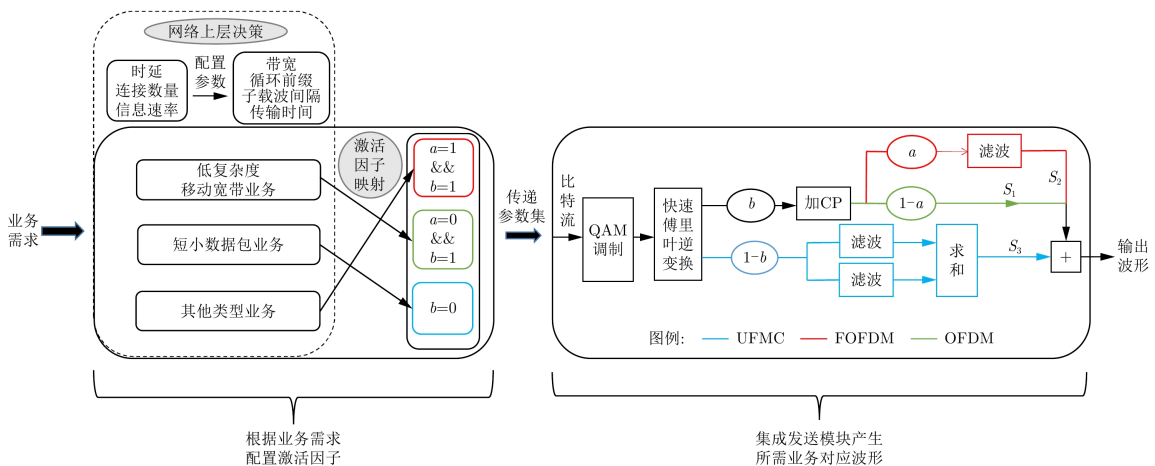 网络上层决策
时延
连接数量
信息速率
配置
参数
带宽
循环前缀
子载波间隔
传输时间
业务
需求
低复杂度
移动宽带业务
短小数据包业务
其他类型业务
激活
因子
映射
a=1
&&
b=1
a=0
&&
b=1
b=0
传递
参数集
比
特
流
QAM
调制
快速
傅里
叶逆
变换
b
加CP
a
滤波
1-a
S1
S2
1-b
滤波
滤波
求
和
S3
+
输出
波形
图例:
UFMC
FOFDM
OFDM
根据业务需求
配置激活因子
集成发送模块产生
所需业务对应波形